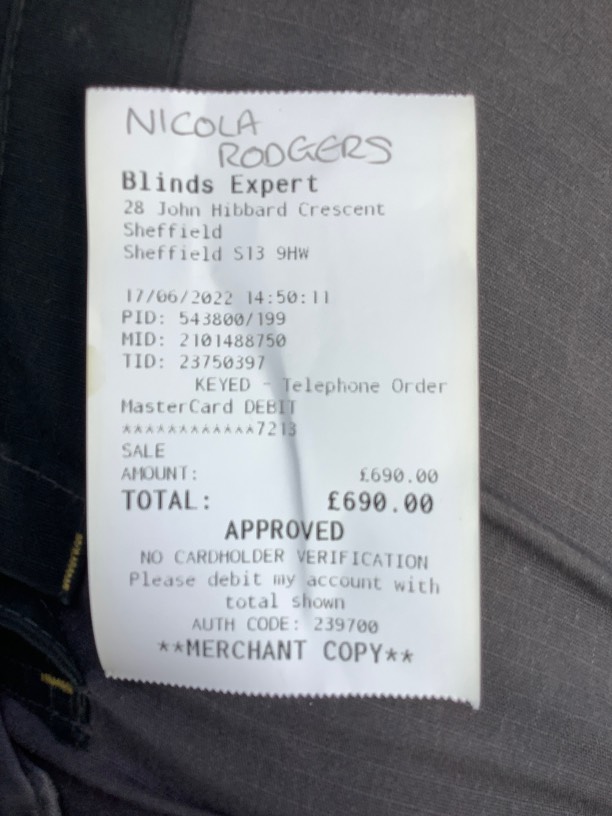 NICOLA
RODGERS
Blinds Expert
28 John Hibbard Crescent
Sheffield
Sheffield S13 9HW
17/06/2022 14:50:11
PID: 543800/199
MID: 2101488750
TID: 23750397
KEYED - Telephone Order
MasterCard DEBIT
************7213
SALE
AMOUNT: £690.00
TOTAL: £690.00
APPROVED
NO CARDHOLDER VERIFICATION
Please debit my account with
total shown
AUTH CODE: 239700
**MERCHANT COPY**